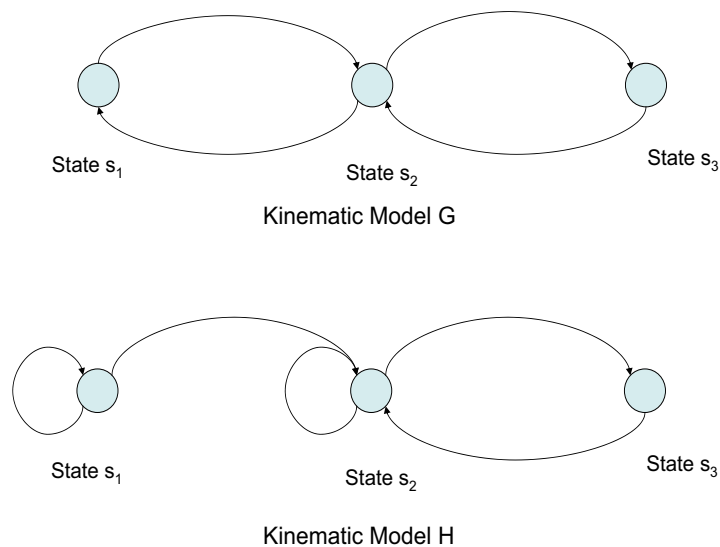 State s₁
State s₂
State s₃
Kinematic Model G
State s₁
State s₂
State s₃
Kinematic Model H